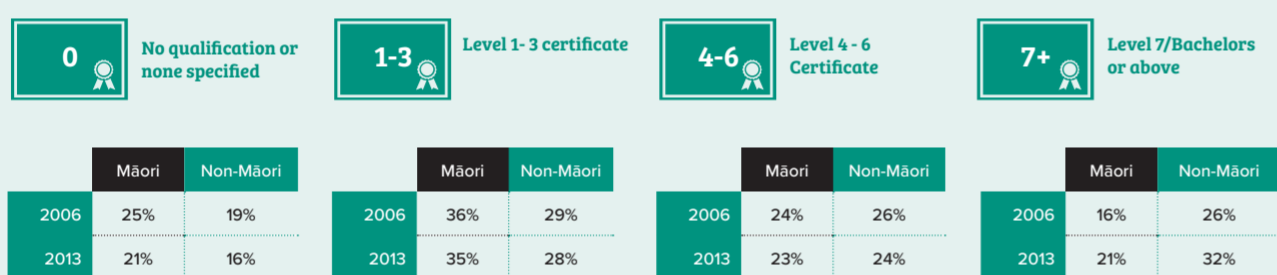 0
No qualification or
none specified
1-3
Level 1- 3 certificate
4-6
Level 4 - 6
Certificate
7+
Level 7/Bachelors
or above
Māori Non-Māori
2006 25% 19%
2013 21% 16%
Māori Non-Māori
2006 36% 29%
2013 35% 28%
Māori Non-Māori
2006 24% 26%
2013 23% 24%
Māori Non-Māori
2006 16% 26%
2013 21% 32%